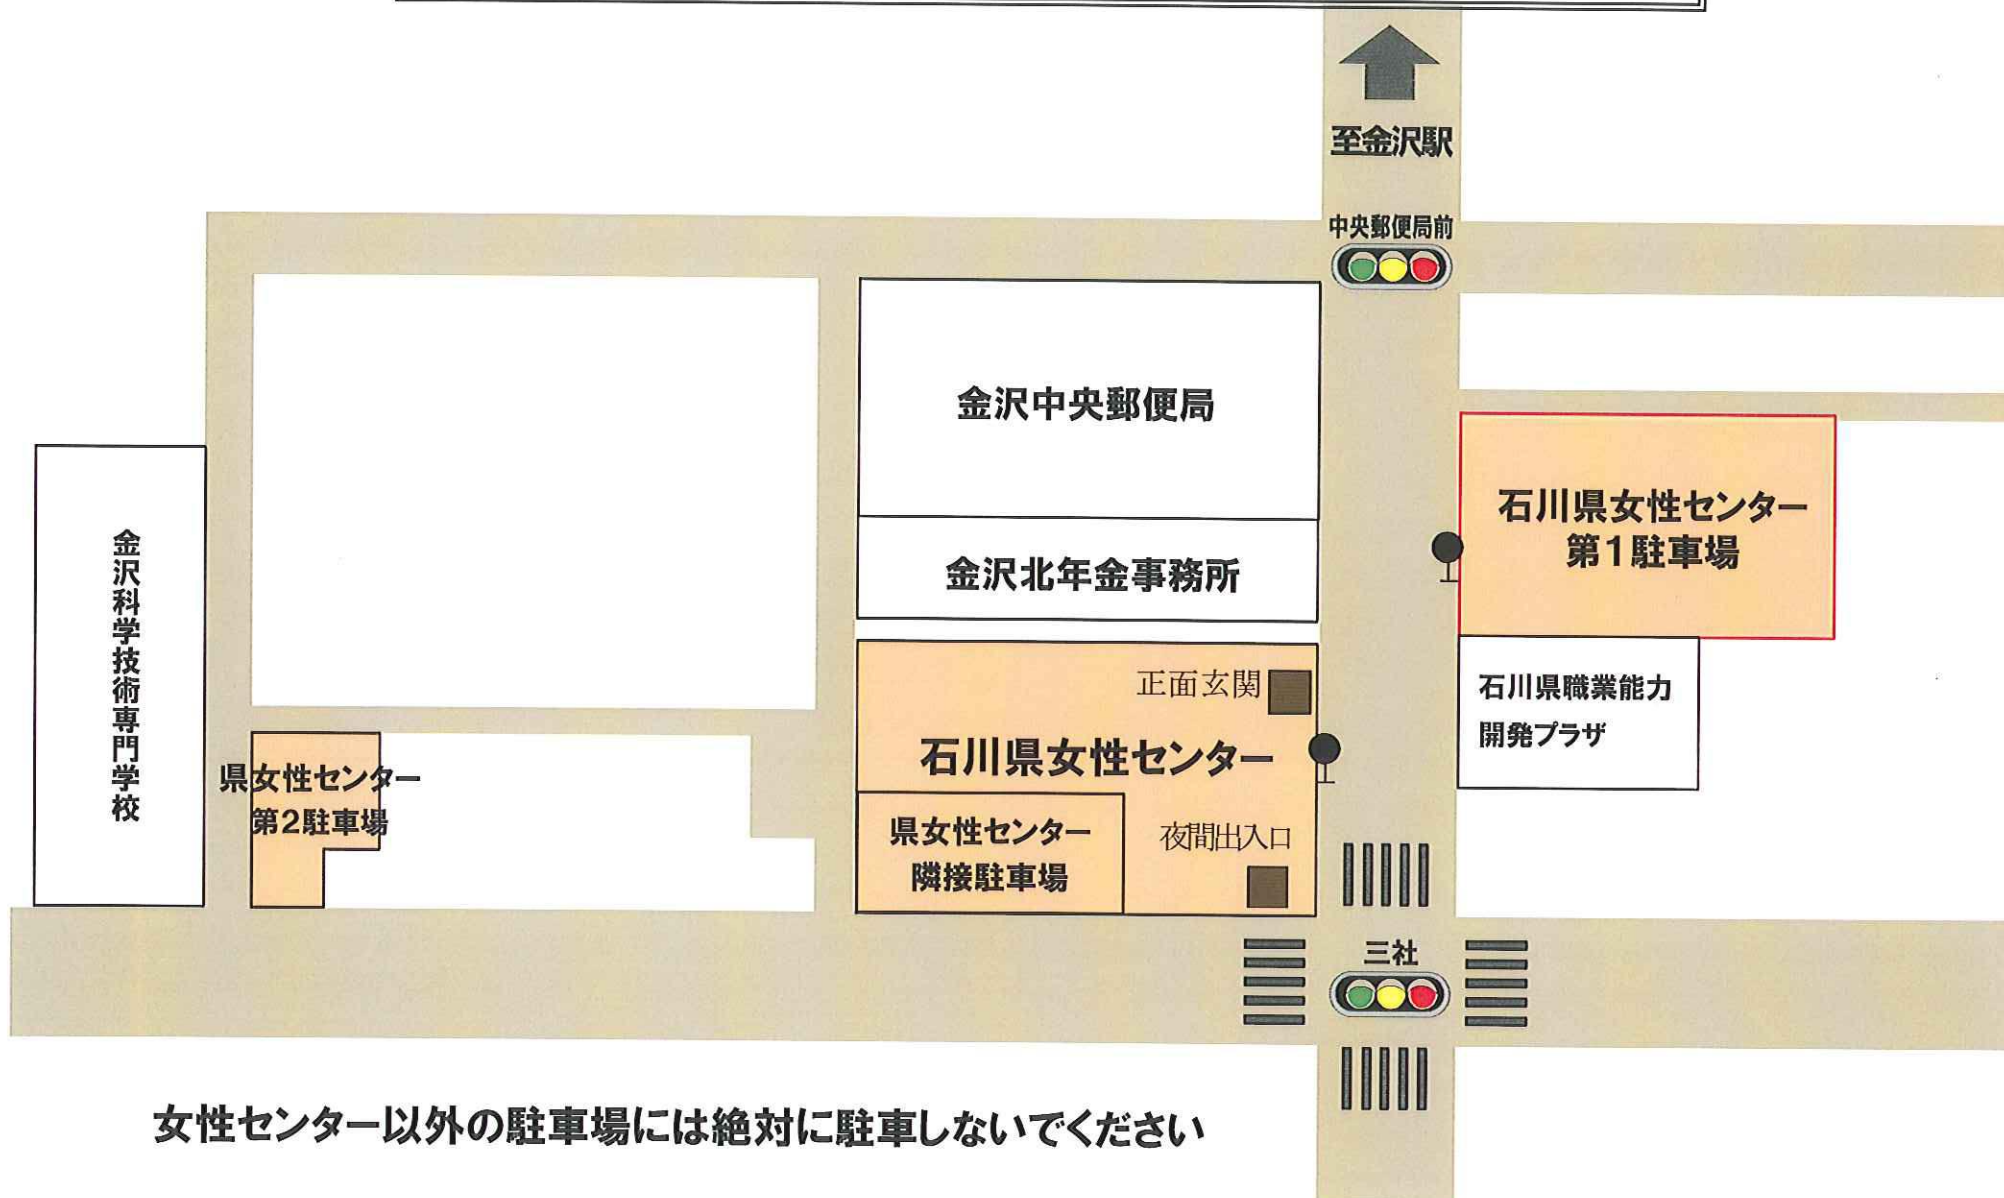 至金沢駅
中央郵便局前
金沢中央郵便局
石川県女性センター
第1駐車場
金沢科学技術専門学校
金沢北年金事務所
正面玄関
石川県職業能力
開発プラザ
石川県女性センター
県女性センター
第2駐車場
県女性センター
隣接駐車場
夜間出入口
三社
女性センター以外の駐車場には絶対に駐車しないでください